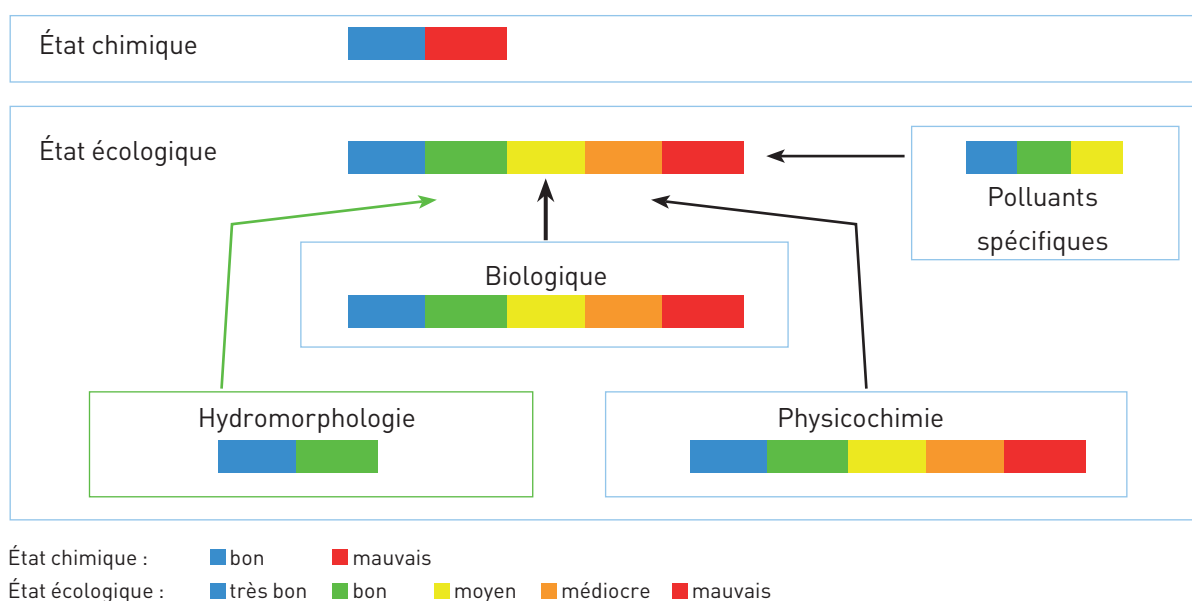 État chimique
État écologique
Polluants
spécifiques
Biologique
Hydromorphologie
Physicochimie
État chimique : bon mauvais
État écologique : très bon bon moyen médiocre mauvais